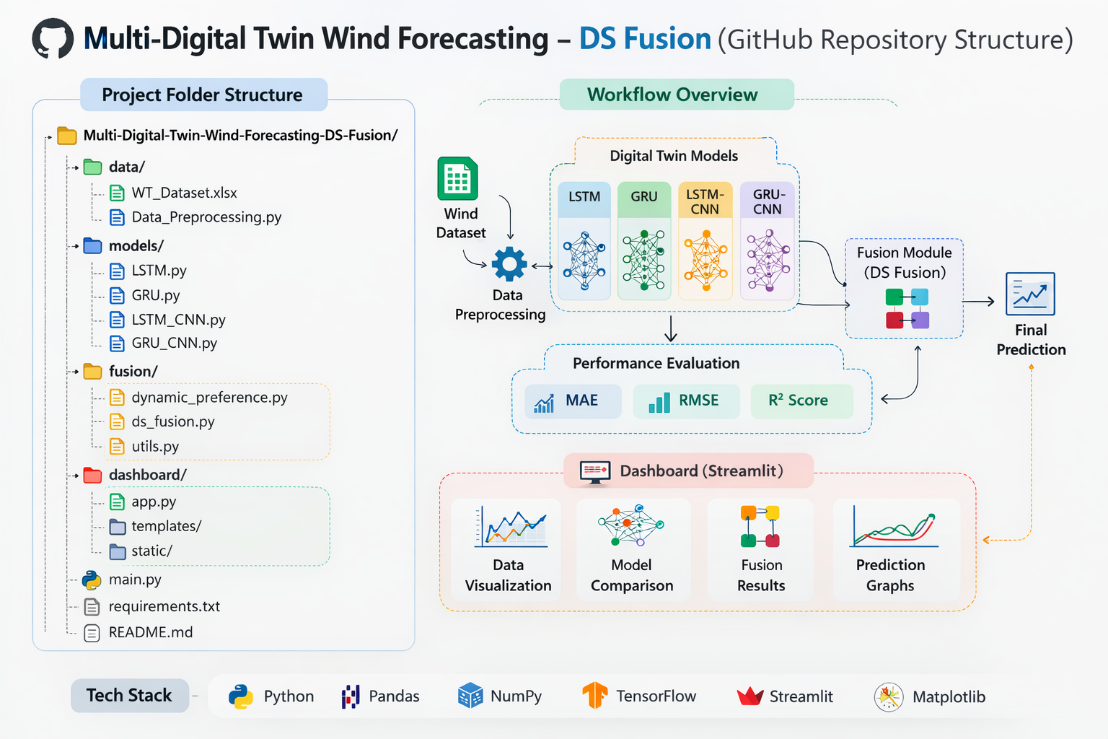 Multi-Digital Twin Wind Forecasting – DS Fusion (GitHub Repository Structure)
Project Folder Structure
Multi-Digital-Twin-Wind-Forecasting-DS-Fusion/
data/
WT_Dataset.xlsx
Data_Preprocessing.py
models/
LSTM.py
GRU.py
LSTM_CNN.py
GRU_CNN.py
fusion/
dynamic_preference.py
ds_fusion.py
utils.py
dashboard/
app.py
templates/
static/
main.py
requirements.txt
README.md
Workflow Overview
Wind
Dataset
Data
Preprocessing
Digital Twin Models
LSTM
GRU
LSTM-
CNN
GRU-
CNN
Fusion Module
(DS Fusion)
Final
Prediction
Performance Evaluation
MAE
RMSE
R² Score
Dashboard (Streamlit)
Data
Visualization
Model
Comparison
Fusion
Results
Prediction
Graphs
Tech Stack
Python
Pandas
NumPy
TensorFlow
Streamlit
Matplotlib